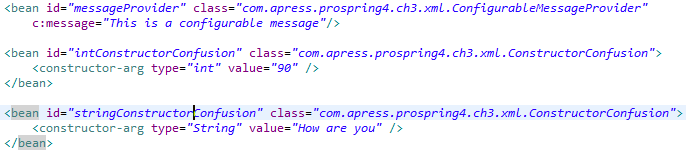 <bean id="messageProvider" class="com.apress.prospring4.ch3.xml.ConfigurableMessageProvider"
c:message="This is a configurable message"/>
<bean id="intConstructorConfusion" class="com.apress.prospring4.ch3.xml.ConstructorConfusion">
<constructor-arg type="int" value="90" />
</bean>
<bean id="stringConstructorConfusion" class="com.apress.prospring4.ch3.xml.ConstructorConfusion">
<constructor-arg type="String" value="How are you" />
</bean>